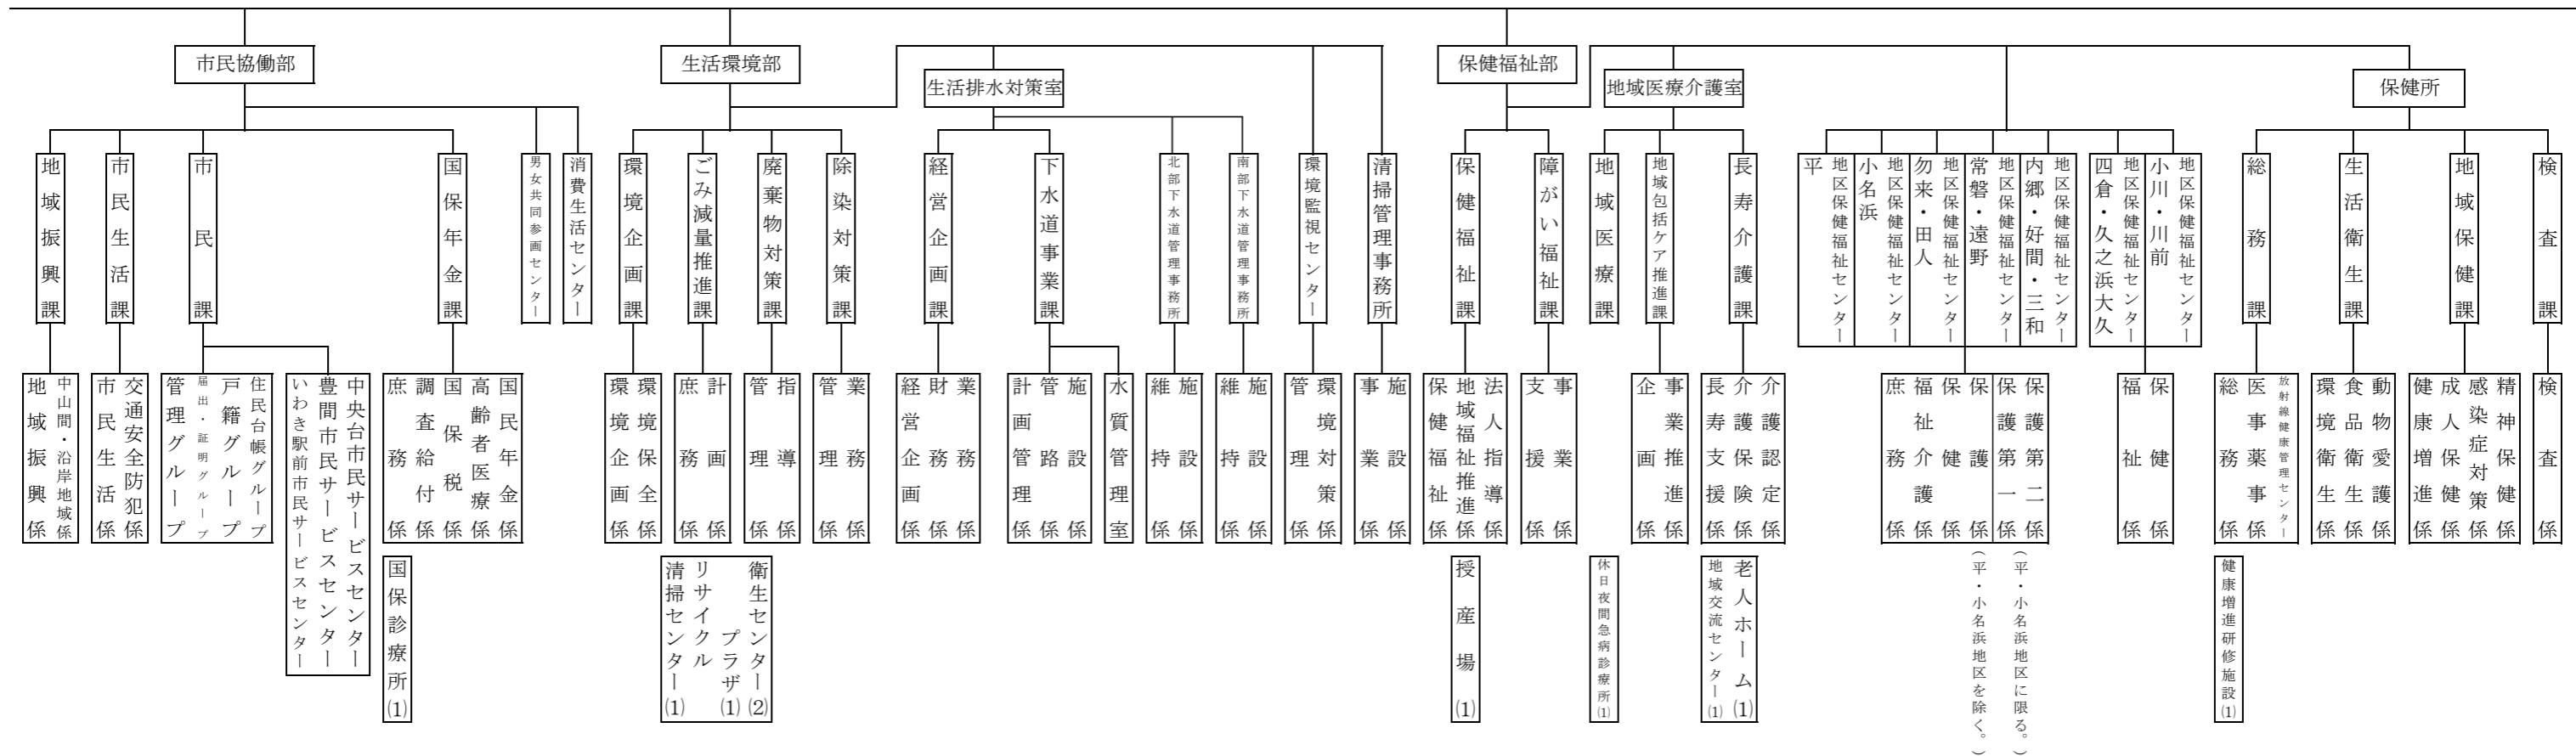 市民協働部
生活環境部
生活排水対策室
保健福祉部
地域医療介護室
保健所
地域振興課
市民生活課
市民課
国保年金課
男女共同参画センター
消費生活センター
環境企画課
ごみ減量推進課
廃棄物対策課
除染対策課
経営企画課
下水道事業課
北部下水道管理事務所
南部下水道管理事務所
環境監視センター
清掃管理事務所
保健福祉課
障がい福祉課
地域医療課
地域包括ケア推進課
長寿介護課
平地区保健福祉センター
小名浜地区保健福祉センター
勿来・田人地区保健福祉センター
常磐・遠野地区保健福祉センター
内郷・好間・三和地区保健福祉センター
四倉・久之浜大久地区保健福祉センター
小川・川前地区保健福祉センター
総務課
生活衛生課
地域保健課
検査課
地域振興係
中山間・沿岸地域係
市民生活係
交通安全防犯係
管理グループ
届出・証明グループ
戸籍グループ
住民台帳グループ
いわき駅前市民サービスセンター
豊間市民サービスセンター
中央台市民サービスセンター
庶務係
調査給付係
国保税係
高齢者医療係
国民年金係
環境企画係
環境保全係
庶務係
計画係
管理係
指導係
管理係
業務係
経営企画係
財務係
業務係
計画管理係
管路係
施設係
水質管理室
維持係
施設係
維持係
施設係
管理係
環境対策係
事業係
施設係
保健福祉係
地域福祉推進係
法人指導係
支援係
事業係
企画係
事業推進係
長寿支援係
介護保険係
介護認定係
庶務係
福祉介護係
保健係
保護係
保護第一係
保護第二係
福祉係
保健係
総務係
医事薬事係
放射線健康管理センター
環境衛生係
食品衛生係
動物愛護係
健康増進係
成人保健係
感染症対策係
精神保健係
検査係
国保診療所(1)
清掃センター(1)
リサイクルプラザ(1)
衛生センター(2)
授産場(1)
休日夜間急病診療所(1)
地域交流センター(1)
老人ホーム(1)
(平・小名浜地区を除く。)
(平・小名浜地区に限る。)
健康増進研修施設(1)